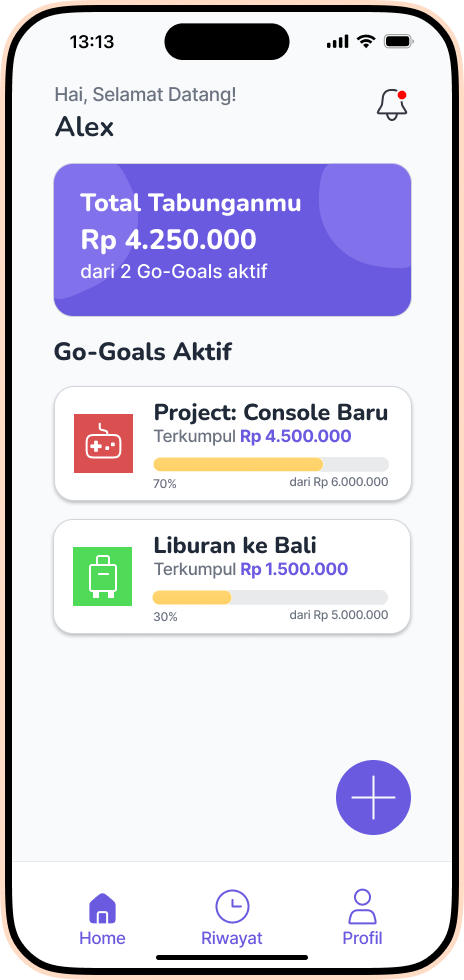 13:13
Hai, Selamat Datang!
Alex
Total Tabunganmu
Rp 4.250.000
dari 2 Go-Goals aktif
Go-Goals Aktif
Project: Console Baru
Terkumpul Rp 4.500.000
70% dari Rp 6.000.000
Liburan ke Bali
Terkumpul Rp 1.500.000
30% dari Rp 5.000.000
Home Riwayat Profil